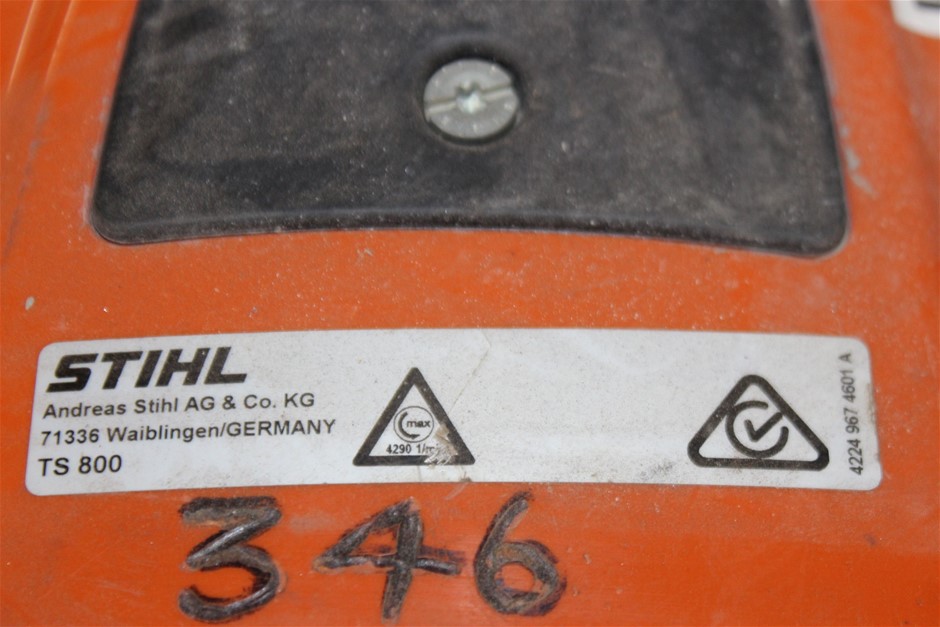 STIHL
Andreas Stihl AG & Co. KG
71336 Waiblingen/GERMANY
TS 800
max
4290 1/min
4224 967 4601 A
346